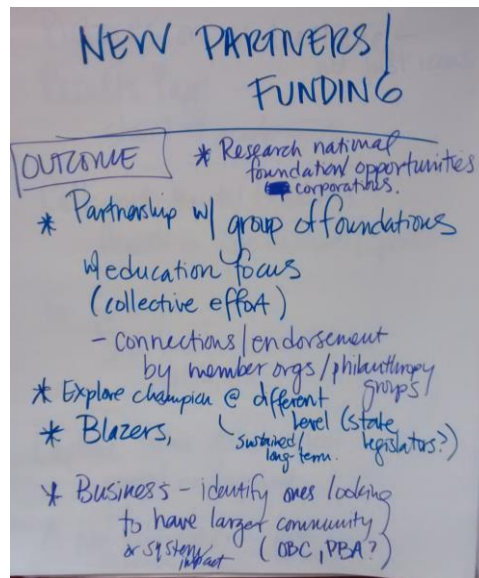 NEW PARTNERS/
FUNDING
OUTCOME
* Research national
foundation/opportunities
corporations.
* Partnership w/ group of foundations
w/education focus
(collective effort)
- connections/endorsement
by member orgs/philanthropy
groups/
* Explore champion @ different
level (state
legislators?)
sustained/
long-term.
* Blazers,
* Business - identify ones looking
to have larger community
or system
impact
(OBC, PBA?)